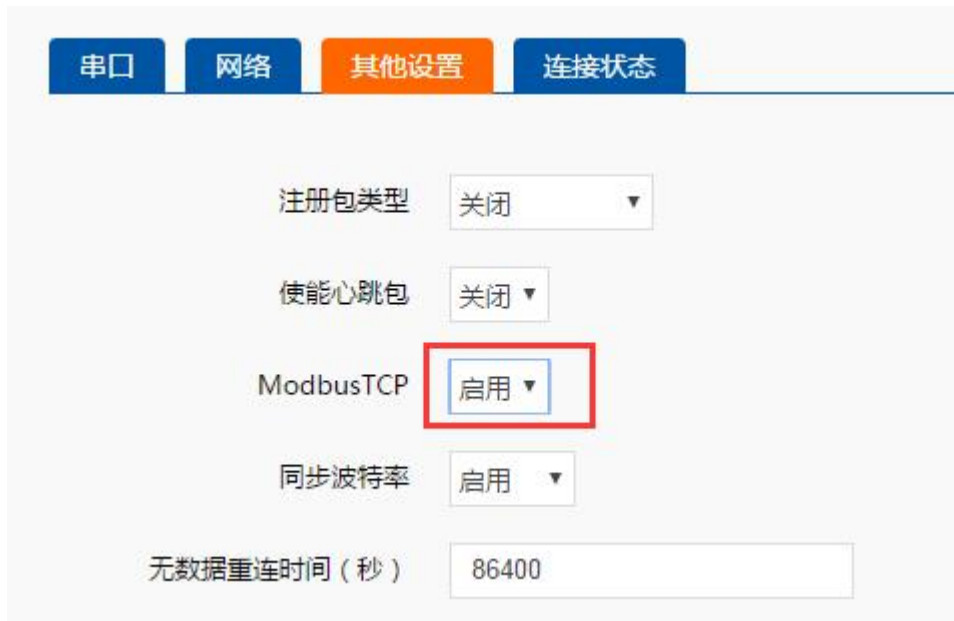 串口 网络 其他设置 连接状态
注册包类型 关闭
使能心跳包 关闭
ModbusTCP 启用
同步波特率 启用
无数据重连时间（秒） 86400